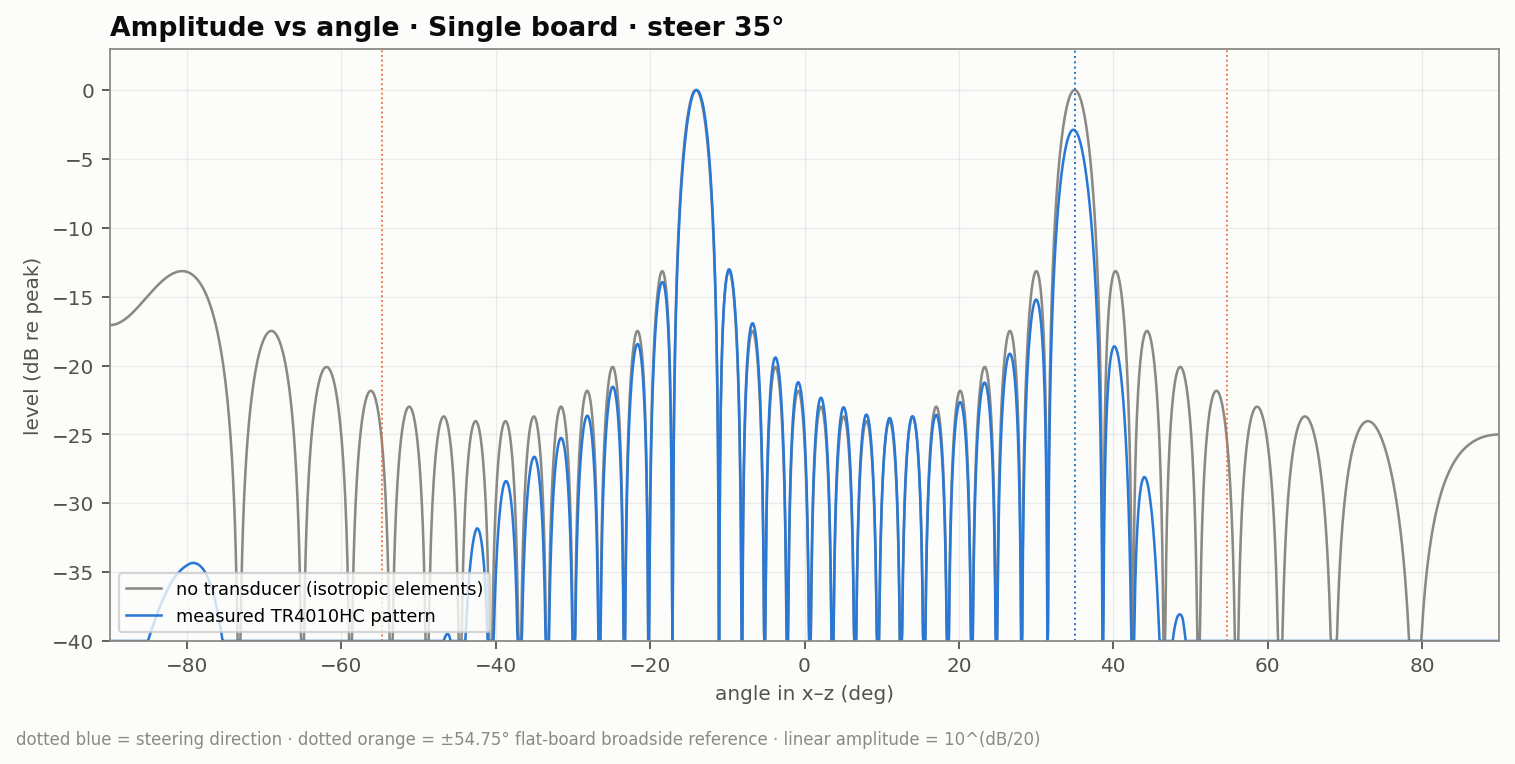 Amplitude vs angle · Single board · steer 35°
level (dB re peak)
0
−5
−10
−15
−20
−25
−30
−35
−40
no transducer (isotropic elements)
measured TR4010HC pattern
−80 −60 −40 −20 0 20 40 60 80
angle in x–z (deg)
dotted blue = steering direction · dotted orange = ±54.75° flat-board broadside reference · linear amplitude = 10^(dB/20)